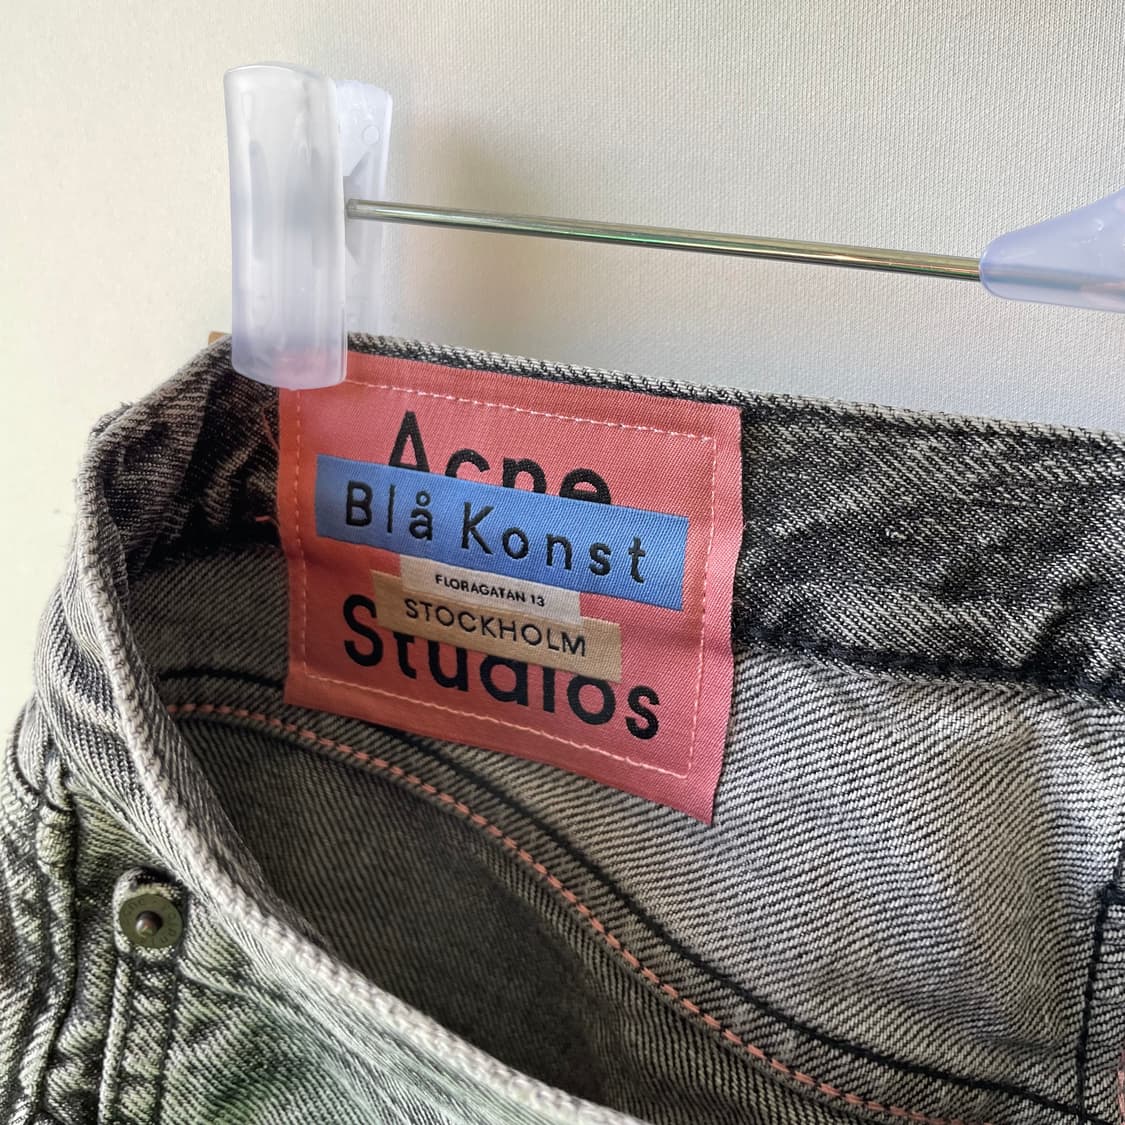 Acne
Blå Konst
FLORAGATAN 13
STOCKHOLM
Studios